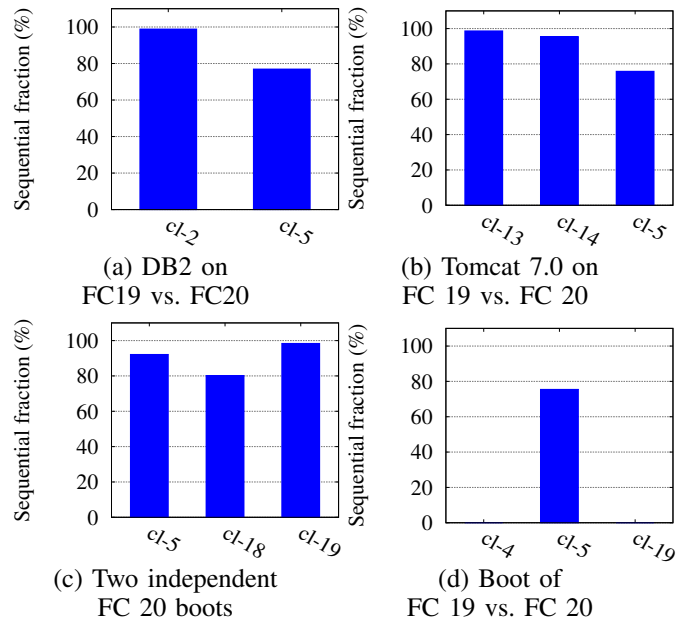 Sequential fraction (%)
100
80
60
40
20
0
cl-2
cl-5
(a) DB2 on
FC19 vs. FC20
Sequential fraction (%)
100
80
60
40
20
0
cl-13
cl-14
cl-5
(b) Tomcat 7.0 on
FC 19 vs. FC 20
Sequential fraction (%)
100
80
60
40
20
0
cl-5
cl-18
cl-19
(c) Two independent
FC 20 boots
Sequential fraction (%)
100
80
60
40
20
0
cl-4
cl-5
cl-19
(d) Boot of
FC 19 vs. FC 20